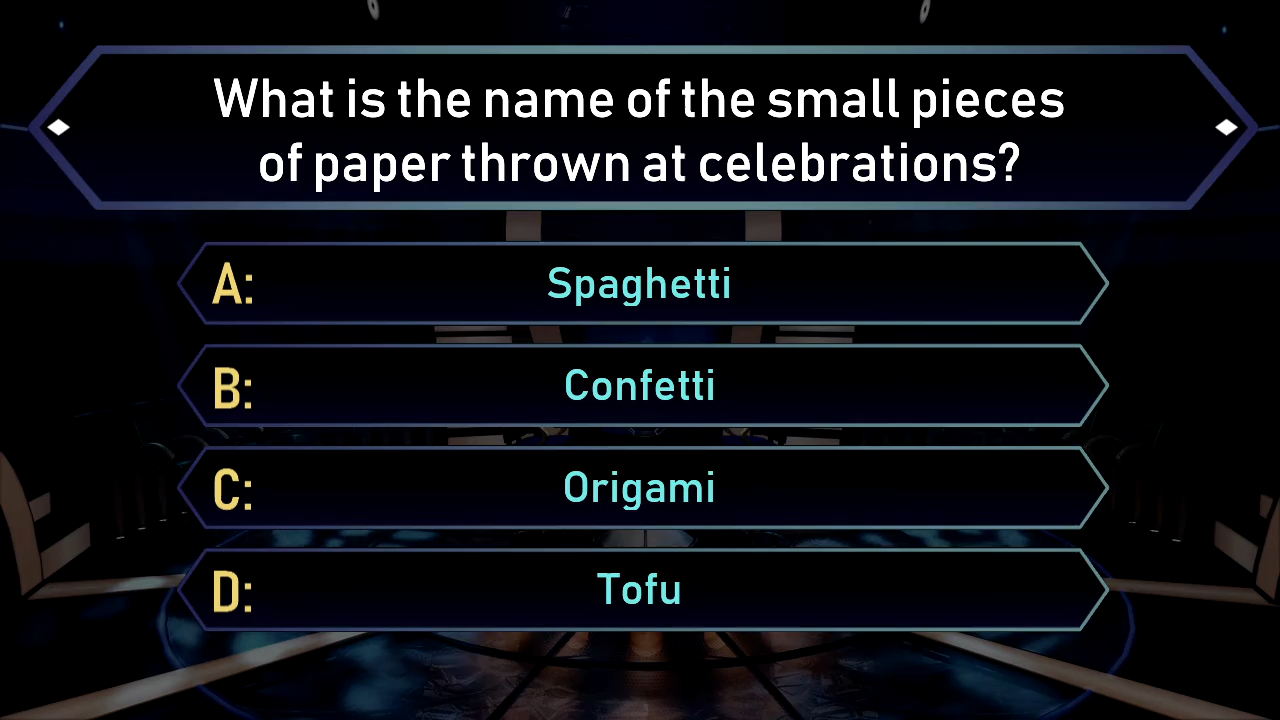 What is the name of the small pieces
of paper thrown at celebrations?
A: Spaghetti
B: Confetti
C: Origami
D: Tofu